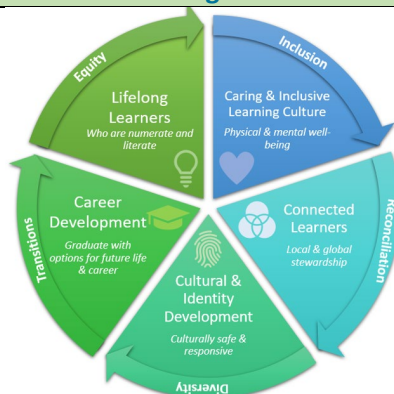 Equity
Lifelong
Learners
Who are numerate and
literate
Inclusion
Caring & Inclusive
Learning Culture
Physical & mental well-
being
Reconciliation
Connected
Learners
Local & global
stewardship
Diversity
Cultural &
Identity
Development
Culturally safe &
responsive
Transitions
Career
Development
Graduate with
options for future life
& career